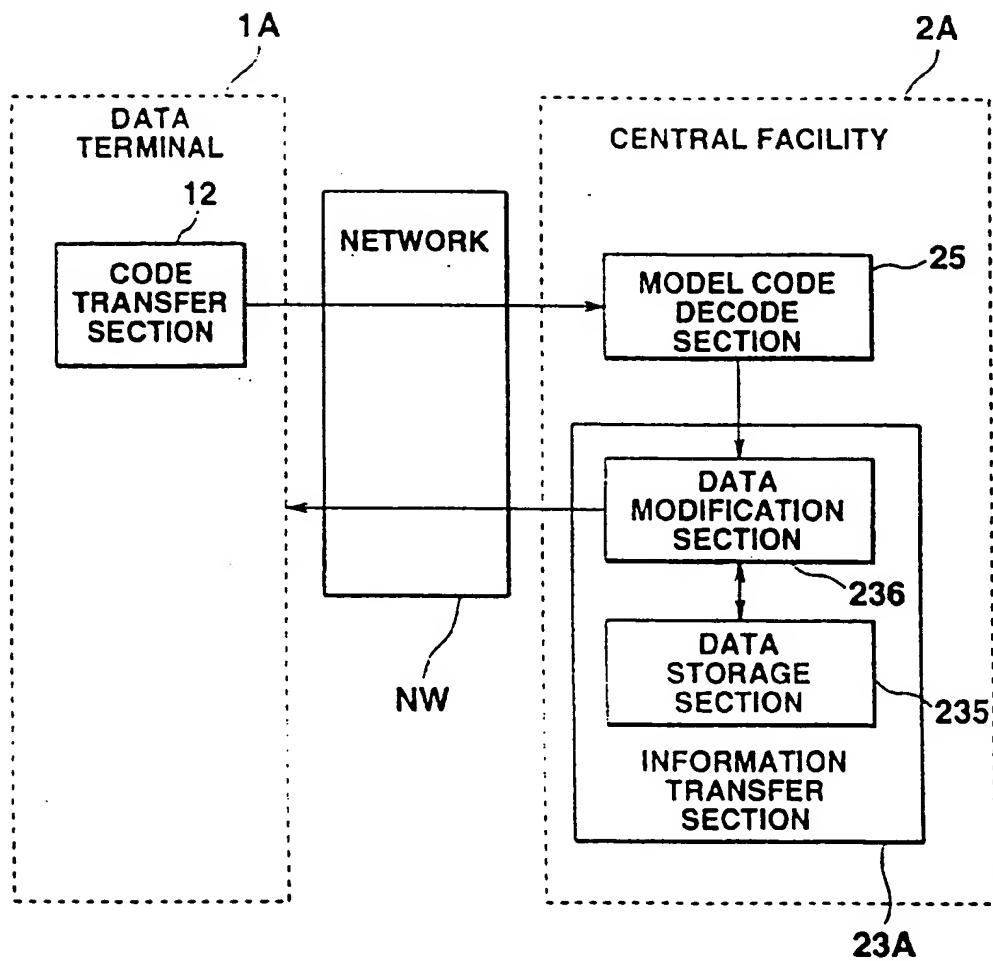 1A
2A
DATA
TERMINAL
CENTRAL FACILITY
12
NETWORK
25
CODE
TRANSFER
SECTION
MODEL CODE
DECODE
SECTION
DATA
MODIFICATION
SECTION
236
DATA
STORAGE
SECTION
NW
235
INFORMATION
TRANSFER
SECTION
23A